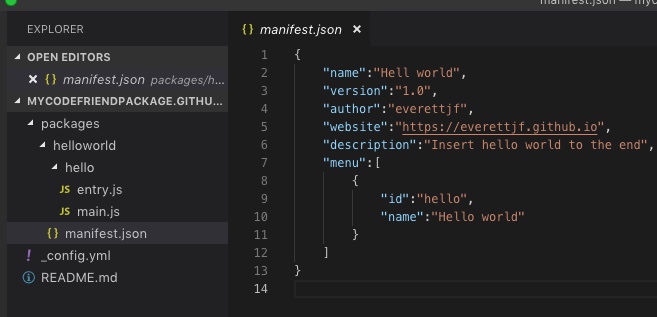 manifest.json — myc
EXPLORER
OPEN EDITORS
{} manifest.json packages/h...
MYCODEFRIENDPACKAGE.GITHU...
packages
helloworld
hello
JS entry.js
JS main.js
{} manifest.json
! _config.yml
README.md
{} manifest.json ×
1 {
2 "name":"Hell world",
3 "version":"1.0",
4 "author":"everettjf",
5 "website":"https://everettjf.github.io",
6 "description":"Insert hello world to the end",
7 "menu":[
8 {
9 "id":"hello",
10 "name":"Hello world"
11 }
12 ]
13 }
14